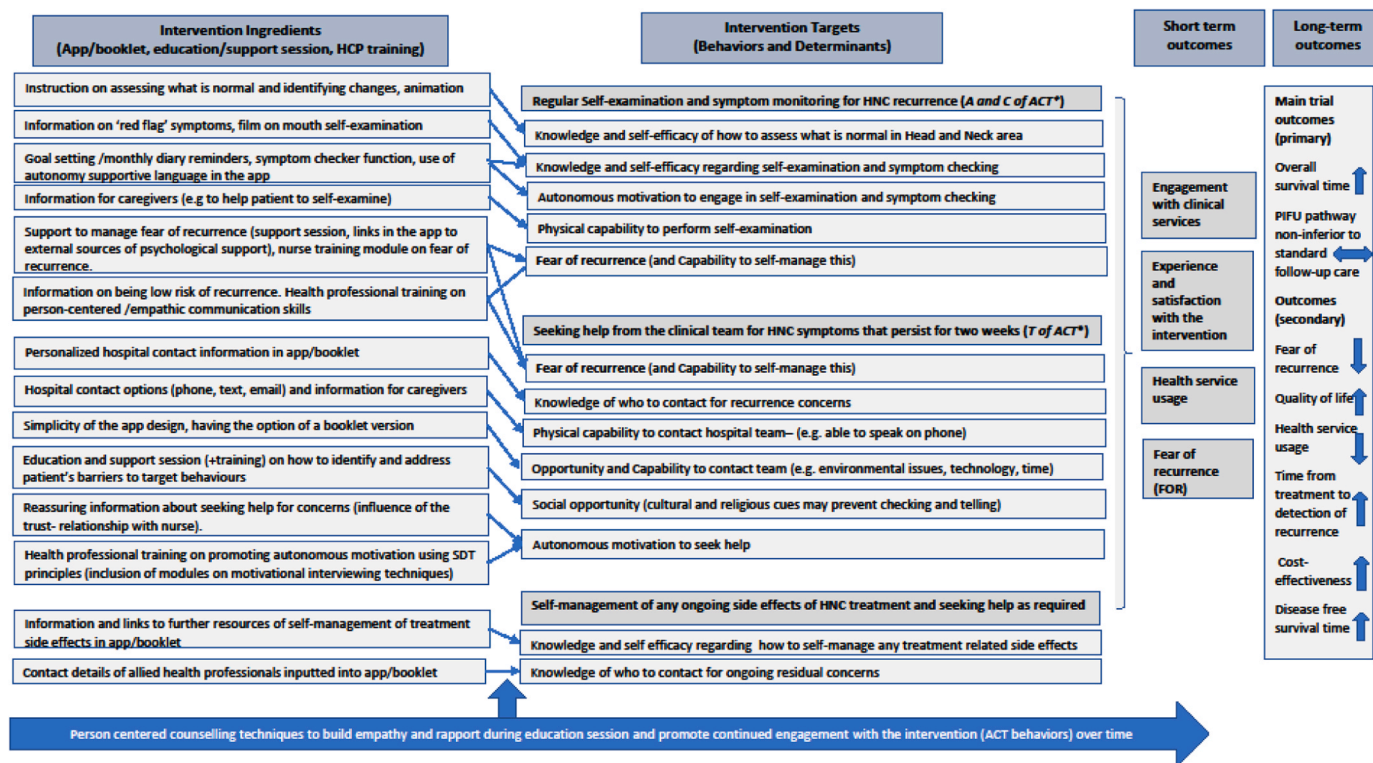 Intervention Ingredients
(App/booklet, education/support session, HCP training)
Instruction on assessing what is normal and identifying changes, animation
Information on ‘red flag’ symptoms, film on mouth self-examination
Goal setting /monthly diary reminders, symptom checker function, use of
autonomy supportive language in the app
Information for caregivers (e.g to help patient to self-examine)
Support to manage fear of recurrence (support session, links in the app to
external sources of psychological support), nurse training module on fear of
recurrence.
Information on being low risk of recurrence. Health professional training on
person-centered /empathic communication skills
Personalized hospital contact information in app/booklet
Hospital contact options (phone, text, email) and information for caregivers
Simplicity of the app design, having the option of a booklet version
Education and support session (+training) on how to identify and address
patient’s barriers to target behaviours
Reassuring information about seeking help for concerns (influence of the
trust- relationship with nurse).
Health professional training on promoting autonomous motivation using SDT
principles (inclusion of modules on motivational interviewing techniques)
Information and links to further resources of self-management of treatment
side effects in app/booklet
Contact details of allied health professionals inputted into app/booklet
Intervention Targets
(Behaviors and Determinants)
Regular Self-examination and symptom monitoring for HNC recurrence (A and C of ACT*)
Knowledge and self-efficacy of how to assess what is normal in Head and Neck area
Knowledge and self-efficacy regarding self-examination and symptom checking
Autonomous motivation to engage in self-examination and symptom checking
Physical capability to perform self-examination
Fear of recurrence (and Capability to self-manage this)
Seeking help from the clinical team for HNC symptoms that persist for two weeks (T of ACT*)
Fear of recurrence (and Capability to self-manage this)
Knowledge of who to contact for recurrence concerns
Physical capability to contact hospital team– (e.g. able to speak on phone)
Opportunity and Capability to contact team (e.g. environmental issues, technology, time)
Social opportunity (cultural and religious cues may prevent checking and telling)
Autonomous motivation to seek help
Self-management of any ongoing side effects of HNC treatment and seeking help as required
Knowledge and self efficacy regarding how to self-manage any treatment related side effects
Knowledge of who to contact for ongoing residual concerns
Short term
outcomes
Engagement
with clinical
services
Experience
and
satisfaction
with the
intervention
Health service
usage
Fear of
recurrence
(FOR)
Long-term
outcomes
Main trial
outcomes
(primary)
Overall
survival time
PIFU pathway
non-inferior to
standard
follow-up care
Outcomes
(secondary)
Fear of
recurrence
Quality of life
Health service
usage
Time from
treatment to
detection of
recurrence
Cost-
effectiveness
Disease free
survival time
Person centered counselling techniques to build empathy and rapport during education session and promote continued engagement with the intervention (ACT behaviors) over time